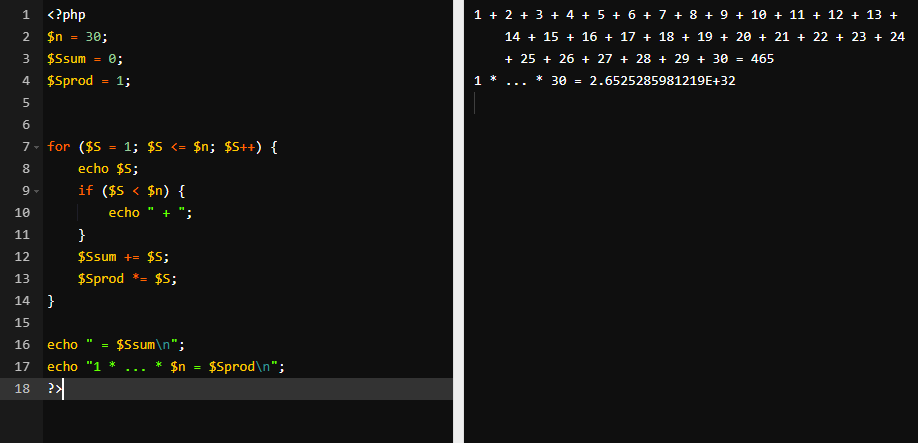 1 <?php
2 $n = 30;
3 $Ssum = 0;
4 $Sprod = 1;
5
6
7 for ($S = 1; $S <= $n; $S++) {
8     echo $S;
9     if ($S < $n) {
10         echo " + ";
11     }
12     $Ssum += $S;
13     $Sprod *= $S;
14 }
15
16 echo " = $Ssum\n";
17 echo "1 * ... * $n = $Sprod\n";
18 ?>
1 + 2 + 3 + 4 + 5 + 6 + 7 + 8 + 9 + 10 + 11 + 12 + 13 +
14 + 15 + 16 + 17 + 18 + 19 + 20 + 21 + 22 + 23 + 24
+ 25 + 26 + 27 + 28 + 29 + 30 = 465
1 * ... * 30 = 2.6525285981219E+32